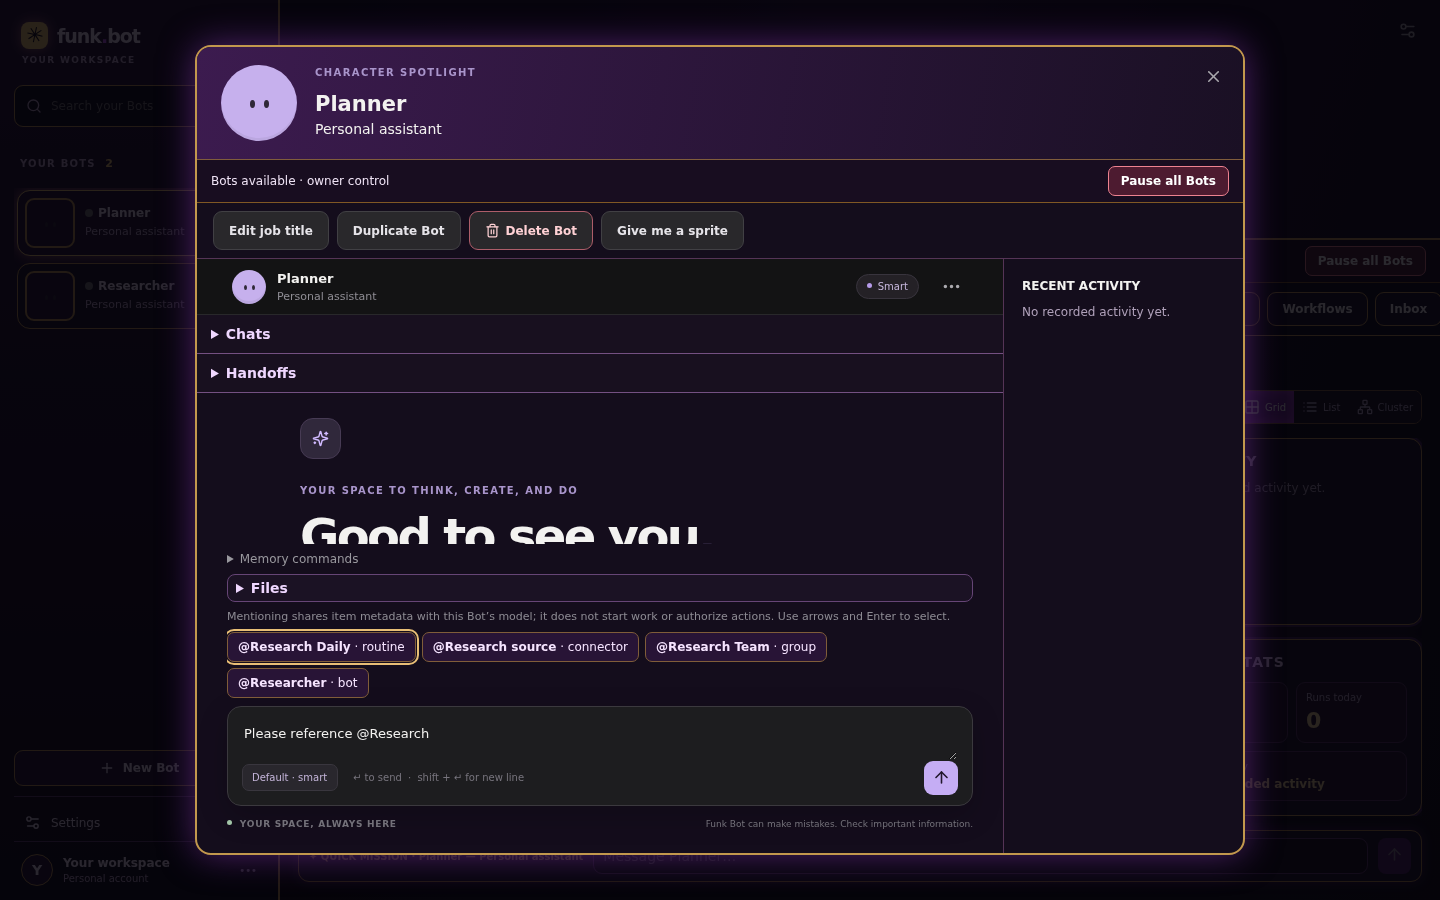 funk.bot
YOUR WORKSPACE
Search your Bots
YOUR BOTS 2
Planner
Personal assistant
Researcher
Personal assistant
New Bot
Settings
Y
Your workspace
Personal account
CHARACTER SPOTLIGHT
Planner
Personal assistant
Bots available · owner control
Pause all Bots
Edit job title
Duplicate Bot
Delete Bot
Give me a sprite
Planner
Personal assistant
Smart
Chats
Handoffs
YOUR SPACE TO THINK, CREATE, AND DO
Good to see you.
Memory commands
Files
Mentioning shares item metadata with this Bot’s model; it does not start work or authorize actions. Use arrows and Enter to select.
@Research Daily · routine
@Research source · connector
@Research Team · group
@Researcher · bot
Please reference @Research
Default · smart
↵ to send · shift + ↵ for new line
YOUR SPACE, ALWAYS HERE
Funk Bot can make mistakes. Check important information.
RECENT ACTIVITY
No recorded activity yet.
Pause all Bots
Workflows
Inbox
Grid
List
Cluster
Y
d activity yet.
TATS
Runs today
0
ded activity
QUICK MISSION · Planner — Personal assistant
Message Planner...